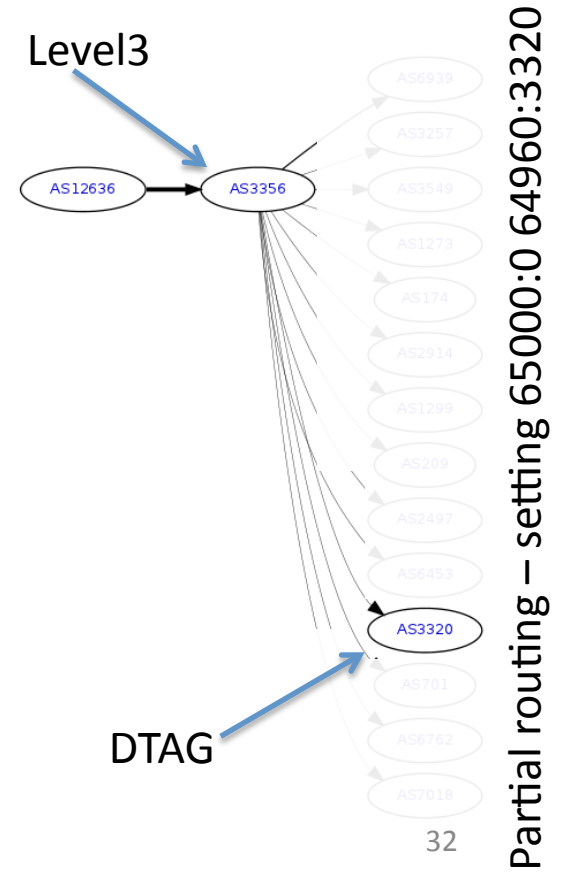 Level3
AS12636
AS3356
AS6939
AS3257
AS3549
AS1273
AS174
AS2914
AS1299
AS209
AS2497
AS6453
AS3320
AS701
AS6762
AS7018
DTAG
32
Partial routing – setting 65000:0 64960:3320